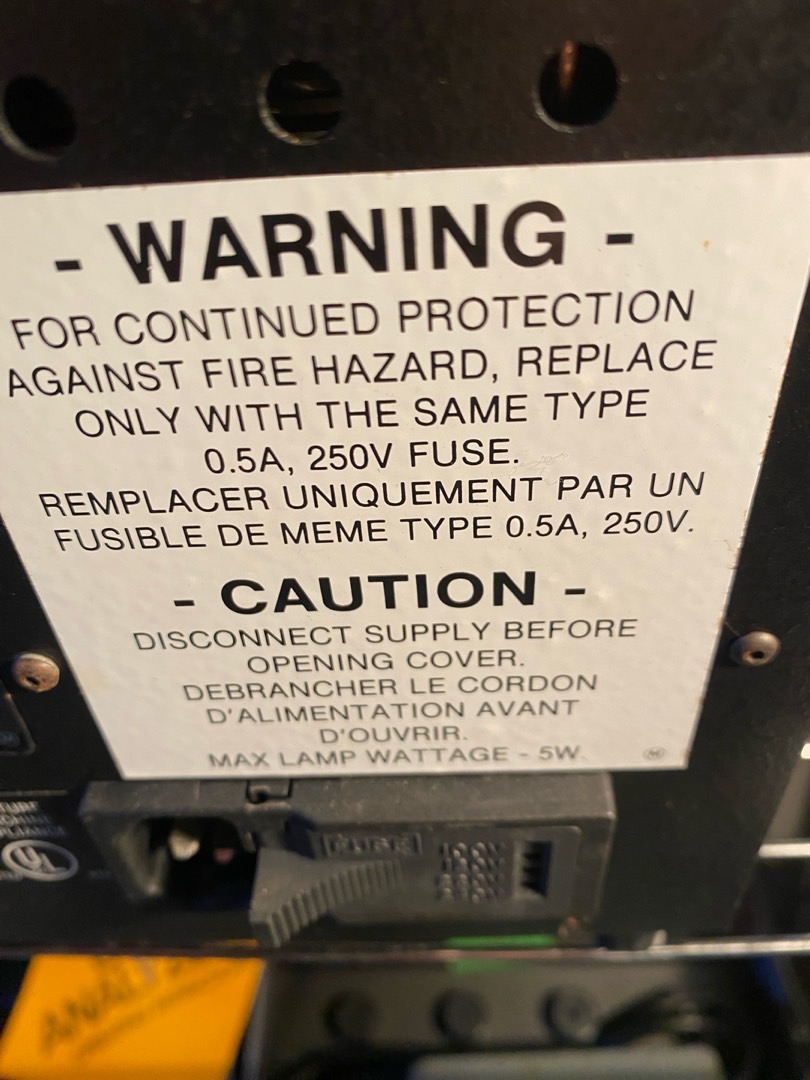 - WARNING -
FOR CONTINUED PROTECTION
AGAINST FIRE HAZARD, REPLACE
ONLY WITH THE SAME TYPE
0.5A, 250V FUSE.
REMPLACER UNIQUEMENT PAR UN
FUSIBLE DE MEME TYPE 0.5A, 250V.
- CAUTION -
DISCONNECT SUPPLY BEFORE
OPENING COVER.
DEBRANCHER LE CORDON
D'ALIMENTATION AVANT
D'OUVRIR.
MAX LAMP WATTAGE - 5W.
FUSE
UL